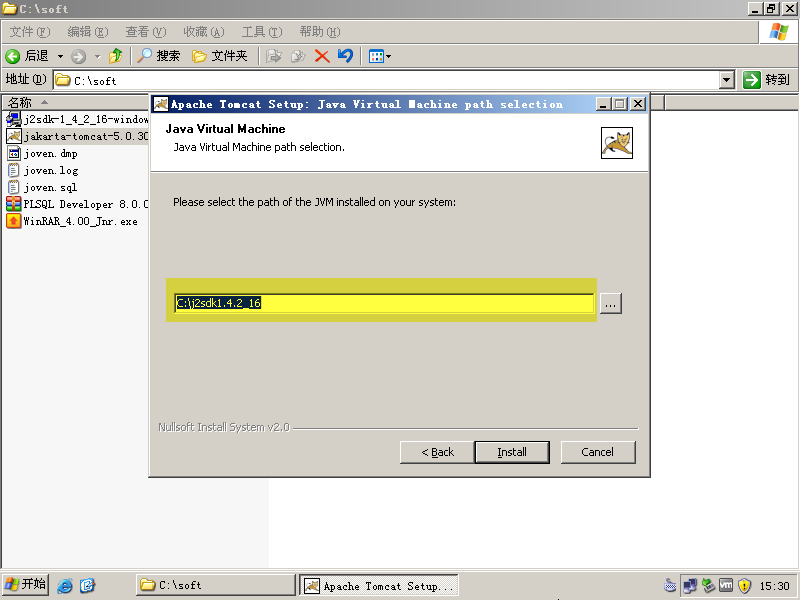 C:\soft
文件(F) 编辑(E) 查看(V) 收藏(A) 工具(T) 帮助(H)
后退 搜索 文件夹
地址(D) C:\soft 转到
名称
j2sdk-1_4_2_16-window
jakarta-tomcat-5.0.30
joven.dmp
joven.log
joven.sql
PLSQL Developer 8.0.0
WinRAR_4.00_Jnr.exe
Apache Tomcat Setup: Java Virtual Machine path selection
Java Virtual Machine
Java Virtual Machine path selection.
Please select the path of the JVM installed on your system:
C:\j2sdk1.4.2_16
...
Nullsoft Install System v2.0
< Back Install Cancel
开始 C:\soft Apache Tomcat Setup... 15:30